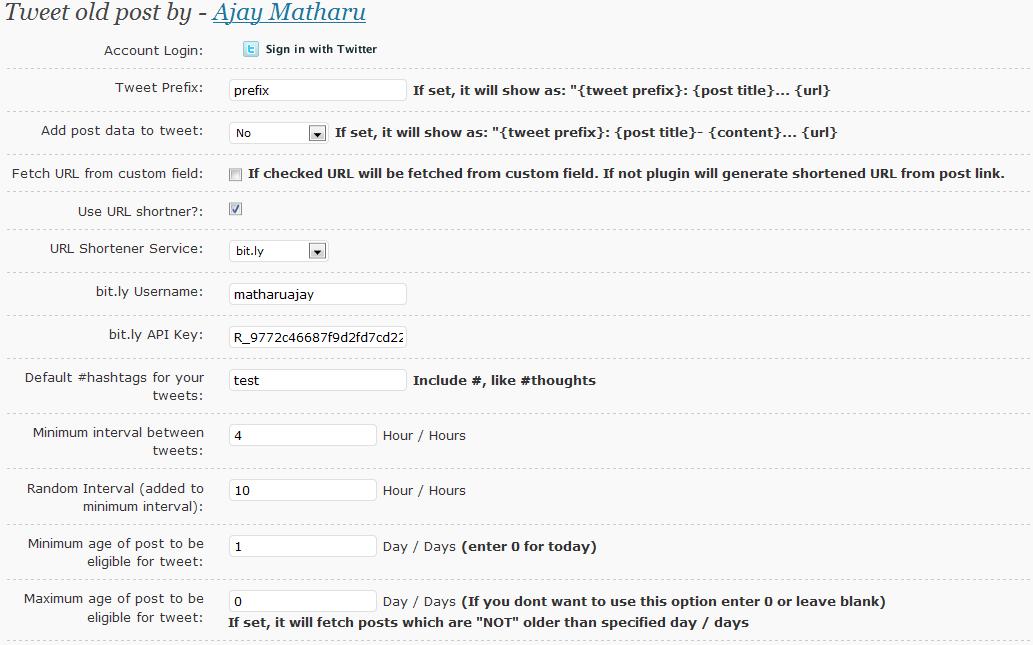 Tweet old post by - Ajay Matharu
Account Login: Sign in with Twitter
Tweet Prefix: prefix If set, it will show as: "{tweet prefix}: {post title}... {url}
Add post data to tweet: No If set, it will show as: "{tweet prefix}: {post title}- {content}... {url}
Fetch URL from custom field: If checked URL will be fetched from custom field. If not plugin will generate shortened URL from post link.
Use URL shortner?:
URL Shortener Service: bit.ly
bit.ly Username: matharuajay
bit.ly API Key: R_9772c46687f9d2fd7cd22
Default #hashtags for your
tweets: test Include #, like #thoughts
Minimum interval between
tweets: 4 Hour / Hours
Random Interval (added to
minimum interval): 10 Hour / Hours
Minimum age of post to be
eligible for tweet: 1 Day / Days (enter 0 for today)
Maximum age of post to be
eligible for tweet: 0 Day / Days (If you dont want to use this option enter 0 or leave blank)
If set, it will fetch posts which are "NOT" older than specified day / days